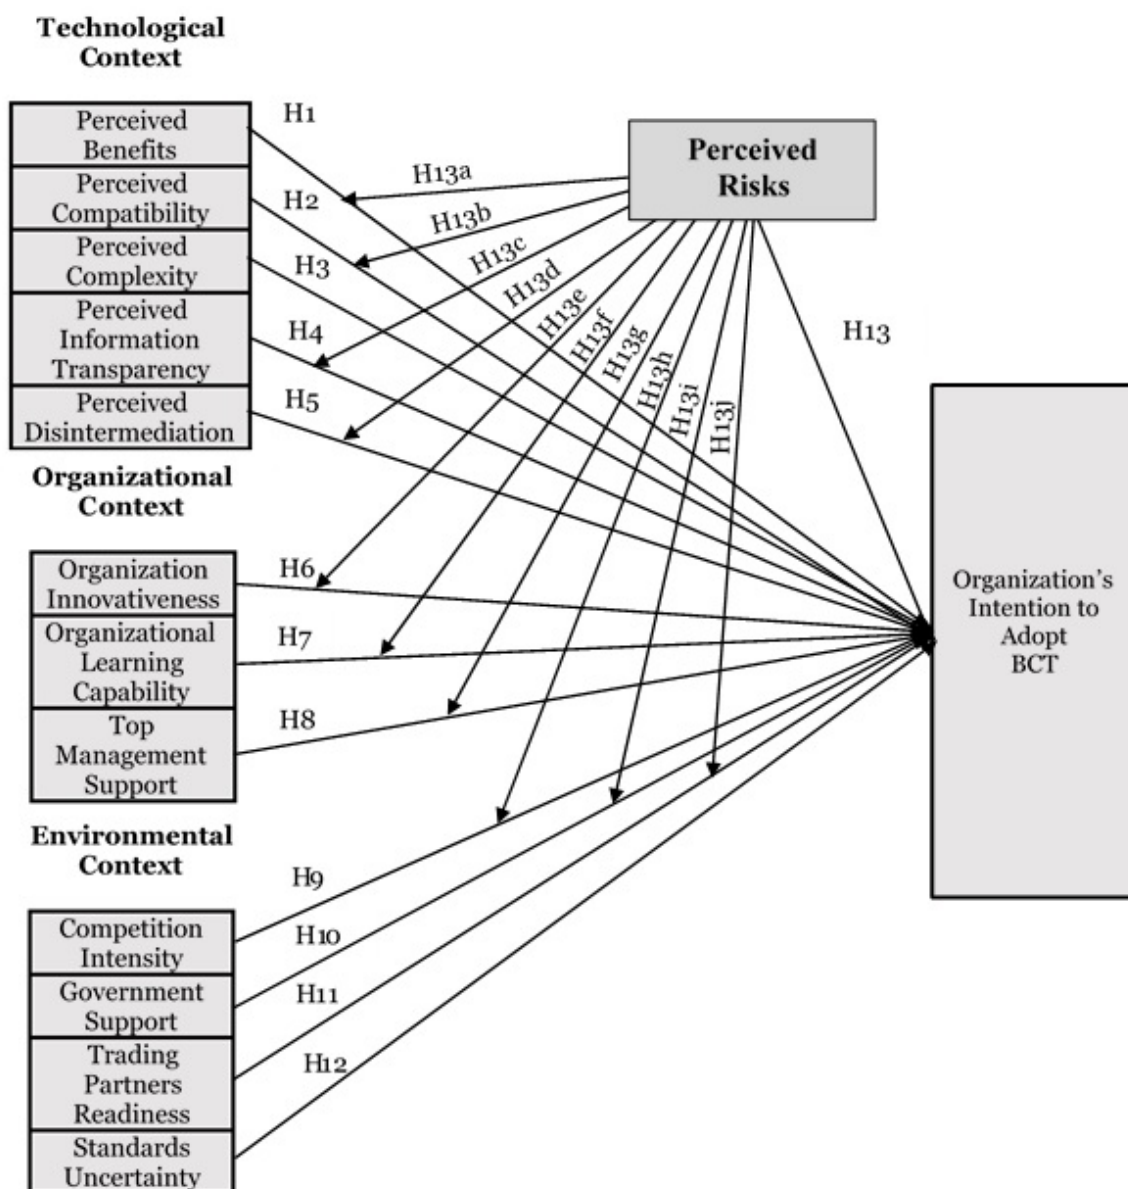 Technological
Context
Perceived
Benefits
Perceived
Compatibility
Perceived
Complexity
Perceived
Information
Transparency
Perceived
Disintermediation
H1
H2
H3
H4
H5
Perceived
Risks
H13a
H13b
H13c
H13d
H13e
H13f
H13g
H13h
H13i
H13j
H13
Organizational
Context
Organization
Innovativeness
Organizational
Learning
Capability
Top
Management
Support
H6
H7
H8
Organization's
Intention to
Adopt
BCT
Environmental
Context
Competition
Intensity
Government
Support
Trading
Partners
Readiness
Standards
Uncertainty
H9
H10
H11
H12